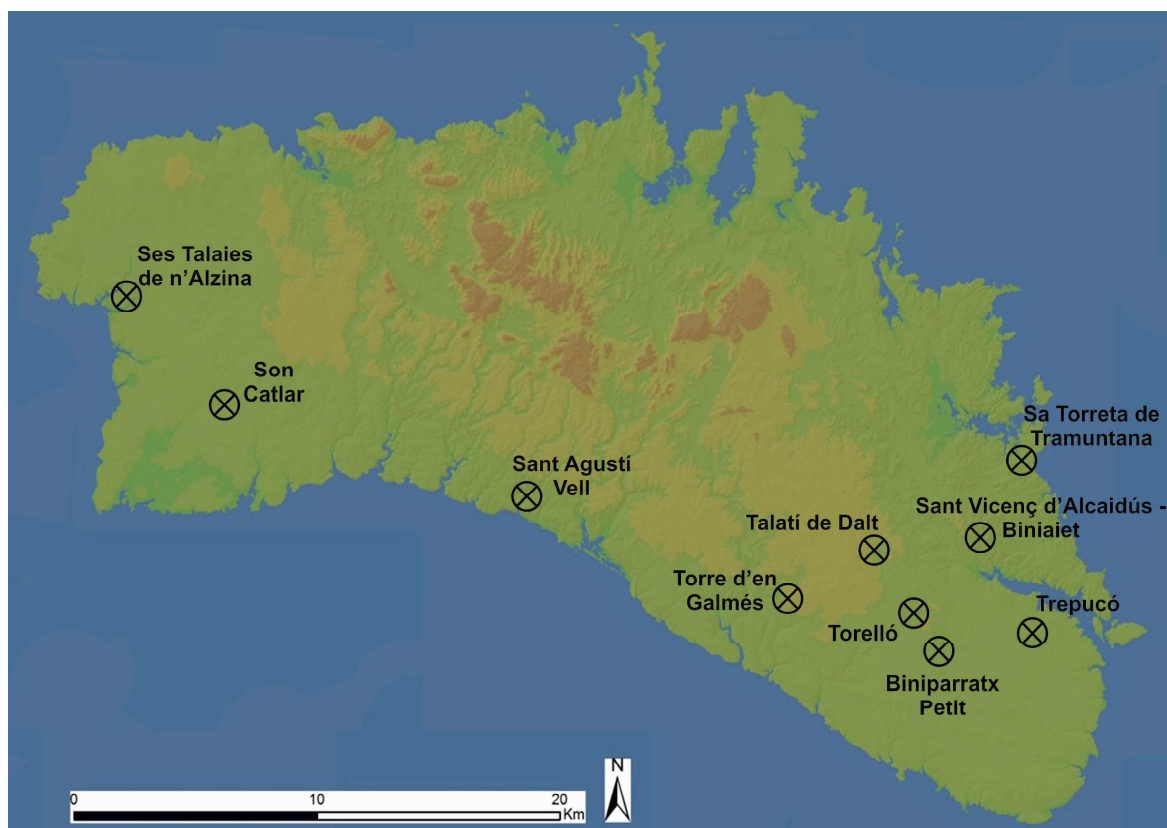 Ses Talaies
de n'Alzina
Son
Catlar
Sant Agustí
Vell
Sa Torreta de
Tramuntana
Sant Vicenç d'Alcaidús -
Biniaiet
Talatí de Dalt
Torre d'en
Galmés
Trepucó
Torelló
Biniparratx
PetIt
N
0
10
20
Km